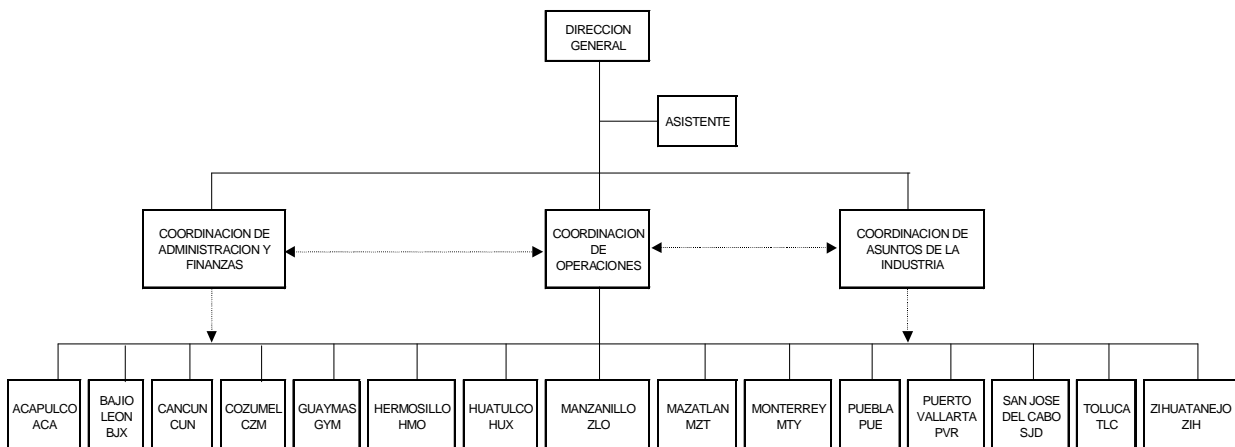 DIRECCION
GENERAL
ASISTENTE
COORDINACION DE
ADMINISTRACION Y
FINANZAS
COORDINACION
DE
OPERACIONES
COORDINACION DE
ASUNTOS DE LA
INDUSTRIA
ACAPULCO
ACA
BAJIO
LEON
BJX
CANCUN
CUN
COZUMEL
CZM
GUAYMAS
GYM
HERMOSILLO
HMO
HUATULCO
HUX
MANZANILLO
ZLO
MAZATLAN
MZT
MONTERREY
MTY
PUEBLA
PUE
PUERTO
VALLARTA
PVR
SAN JOSE
DEL CABO
SJD
TOLUCA
TLC
ZIHUATANEJO
ZIH